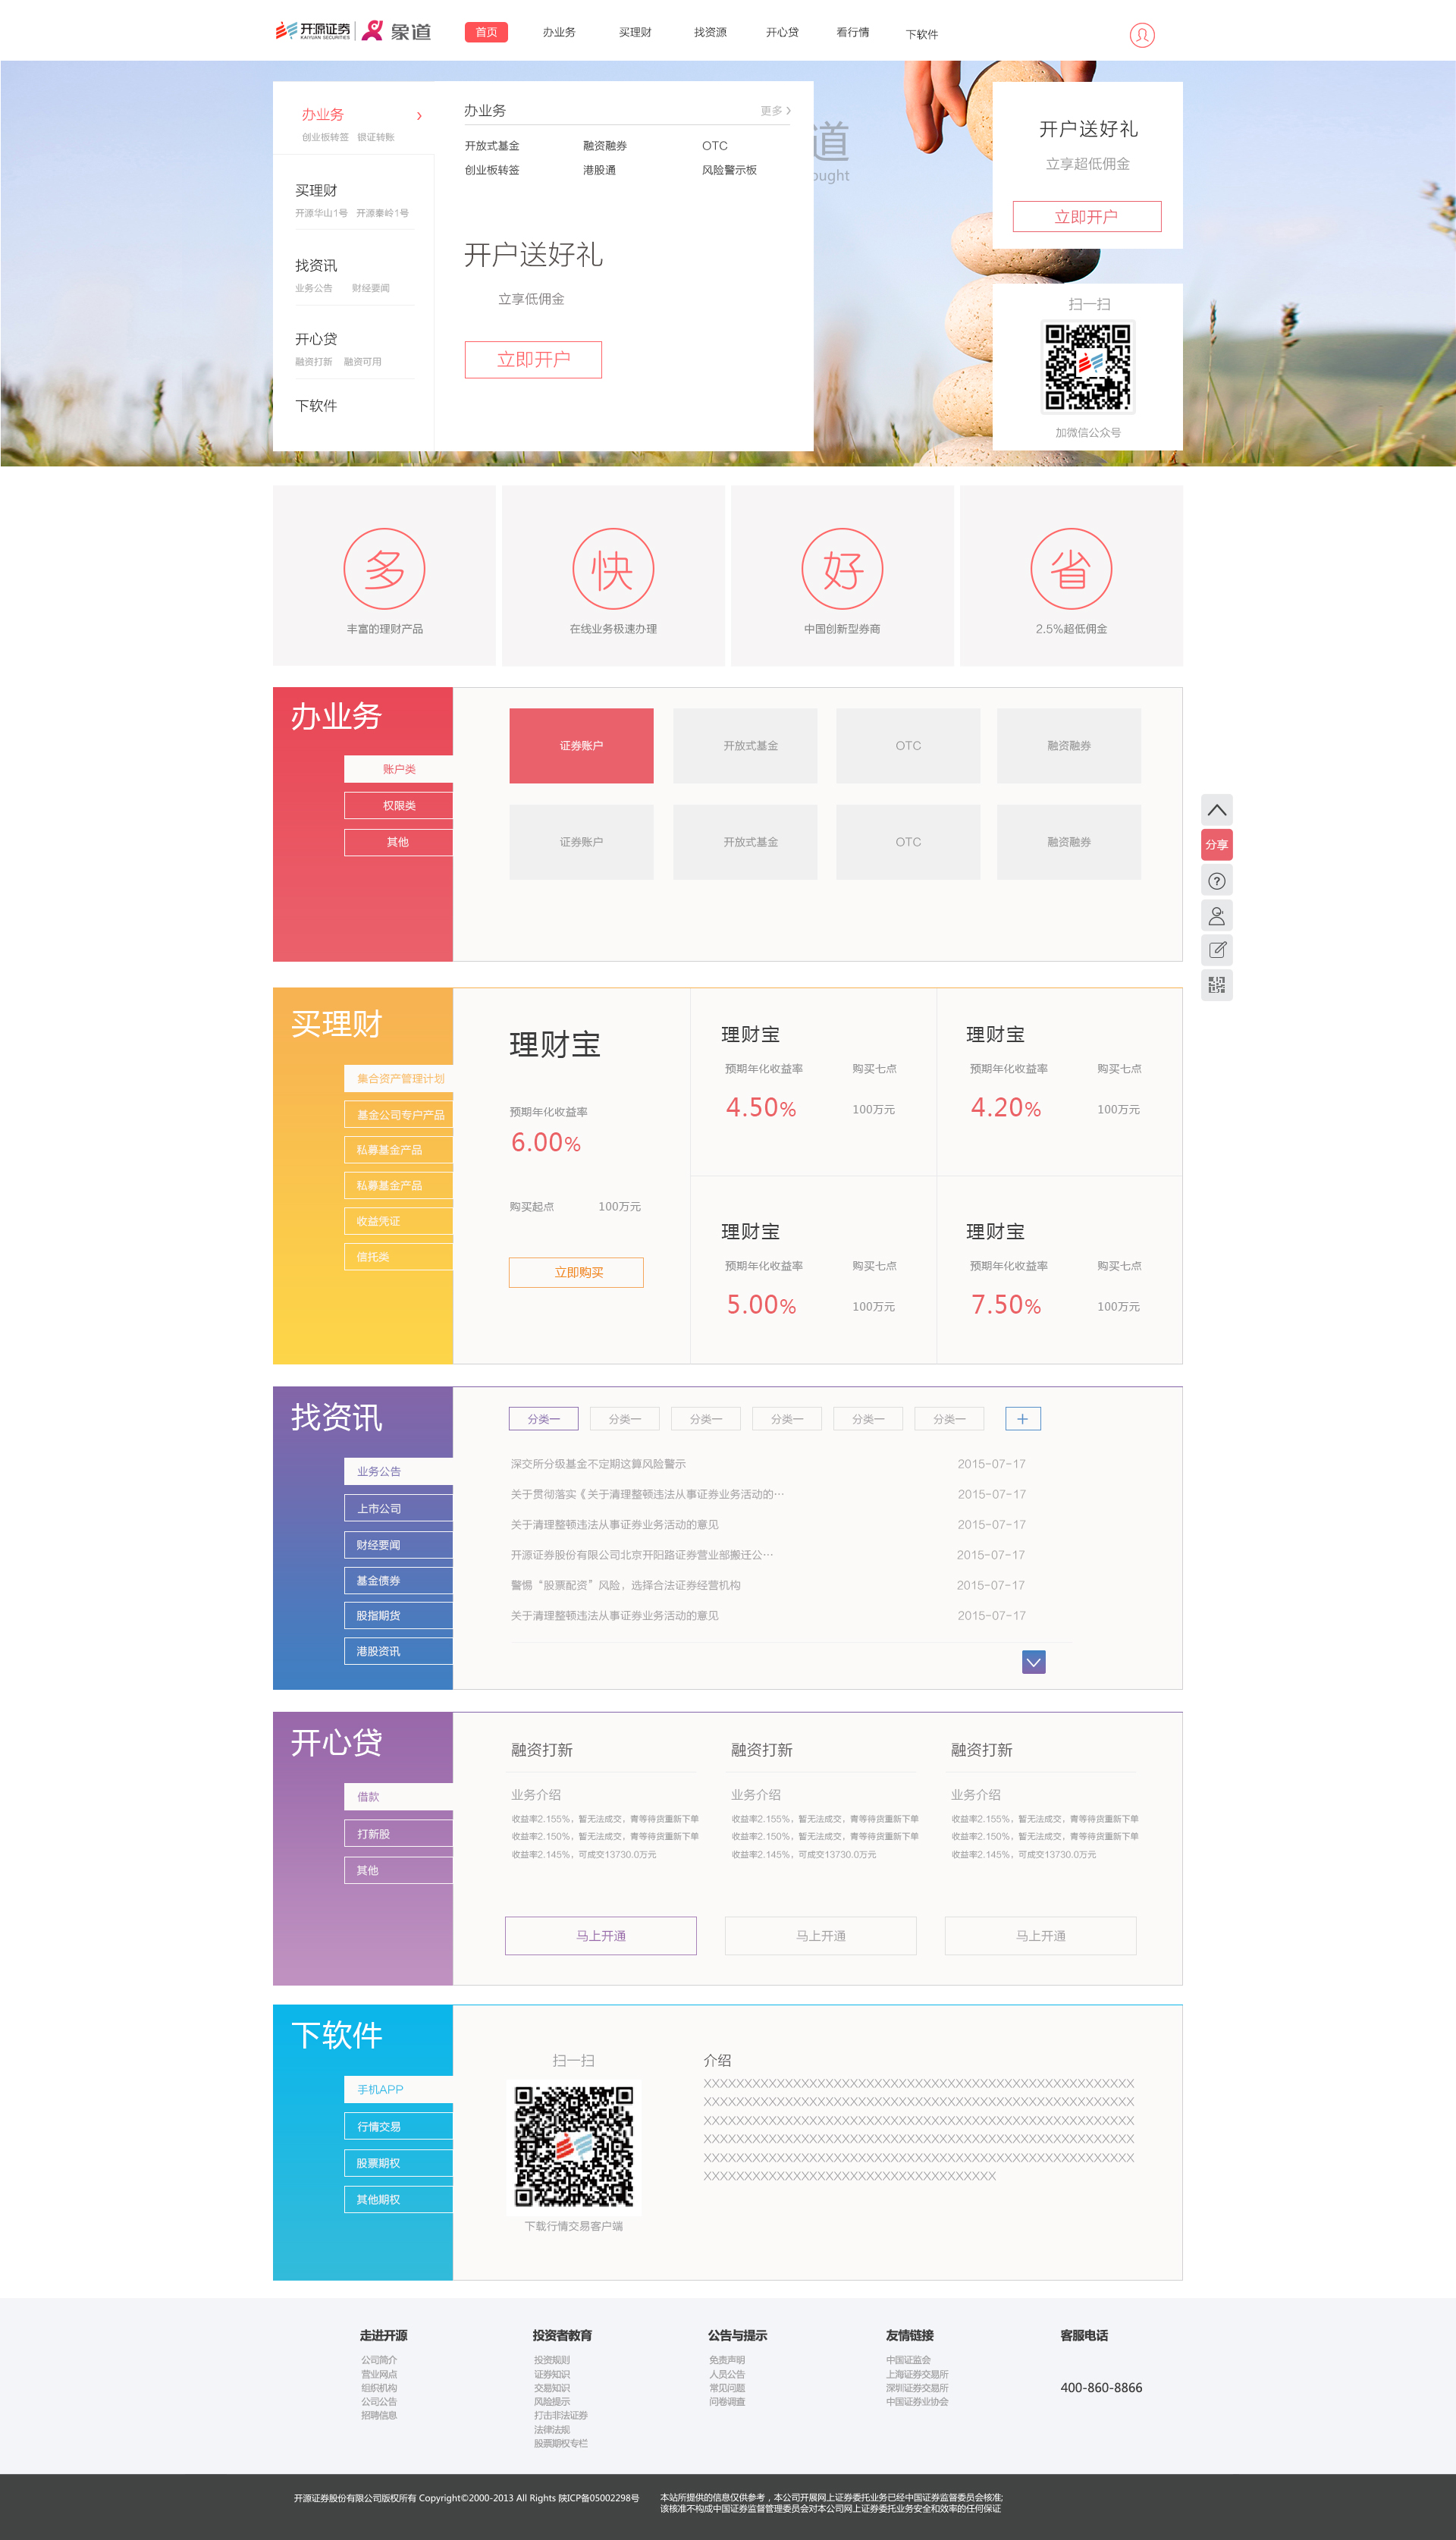 开源证券 KAIYUAN SECURITIES 象道
首页 办业务 买理财 找资源 开心贷 看行情 下软件
办业务
创业板转签 银证转账
买理财
开源华山1号 开源秦岭1号
找资讯
业务公告 财经要闻
开心贷
融资打新 融资可用
下软件
办业务 更多
开放式基金 融资融券 OTC
创业板转签 港股通 风险警示板
开户送好礼
立享低佣金
立即开户
道
ought
开户送好礼
立享超低佣金
立即开户
扫一扫
加微信公众号
多 快 好 省
丰富的理财产品 在线业务极速办理 中国创新型券商 2.5%超低佣金
办业务
账户类
权限类
其他
证券账户 开放式基金 OTC 融资融券
证券账户 开放式基金 OTC 融资融券
分享
买理财
集合资产管理计划
基金公司专户产品
私募基金产品
私募基金产品
收益凭证
信托类
理财宝
预期年化收益率
6.00%
购买起点 100万元
立即购买
理财宝
预期年化收益率 购买七点
4.50% 100万元
理财宝
预期年化收益率 购买七点
4.20% 100万元
理财宝
预期年化收益率 购买七点
5.00% 100万元
理财宝
预期年化收益率 购买七点
7.50% 100万元
找资讯
业务公告
上市公司
财经要闻
基金债券
股指期货
港股资讯
分类一 分类一 分类一 分类一 分类一 分类一 +
深交所分级基金不定期这算风险警示 2015-07-17
关于贯彻落实《关于清理整顿违法从事证券业务活动的… 2015-07-17
关于清理整顿违法从事证券业务活动的意见 2015-07-17
开源证券股份有限公司北京开阳路证券营业部搬迁公… 2015-07-17
警惕“股票配资”风险，选择合法证券经营机构 2015-07-17
关于清理整顿违法从事证券业务活动的意见 2015-07-17
开心贷
借款
打新股
其他
融资打新
业务介绍
收益率2.155%，暂无法成交，青等待货重新下单
收益率2.150%，暂无法成交，青等待货重新下单
收益率2.145%，可成交13730.0万元
马上开通
融资打新
业务介绍
收益率2.155%，暂无法成交，青等待货重新下单
收益率2.150%，暂无法成交，青等待货重新下单
收益率2.145%，可成交13730.0万元
马上开通
融资打新
业务介绍
收益率2.155%，暂无法成交，青等待货重新下单
收益率2.150%，暂无法成交，青等待货重新下单
收益率2.145%，可成交13730.0万元
马上开通
下软件
手机APP
行情交易
股票期权
其他期权
扫一扫
下载行情交易客户端
介绍
XXXXXXXXXXXXXXXXXXXXXXXXXXXXXXXXXXXXXXXXXXXXXXXXXXXXX
XXXXXXXXXXXXXXXXXXXXXXXXXXXXXXXXXXXXXXXXXXXXXXXXXXXXX
XXXXXXXXXXXXXXXXXXXXXXXXXXXXXXXXXXXXXXXXXXXXXXXXXXXXX
XXXXXXXXXXXXXXXXXXXXXXXXXXXXXXXXXXXXXXXXXXXXXXXXXXXXX
XXXXXXXXXXXXXXXXXXXXXXXXXXXXXXXXXXXXXXXXXXXXXXXXXXXXX
XXXXXXXXXXXXXXXXXXXXXXXXXXXXXXXXXXXX
走进开源
公司简介
营业网点
组织机构
公司公告
招聘信息
投资者教育
投资规则
证券知识
交易知识
风险提示
打击非法证券
法律法规
股票期权专栏
公告与提示
免责声明
人员公告
常见问题
问卷调查
友情链接
中国证监会
上海证券交易所
深圳证券交易所
中国证券业协会
客服电话
400-860-8866
开源证券股份有限公司版权所有 Copyright©2000-2013 All Rights 陕ICP备05002298号
本站所提供的信息仅供参考，本公司开展网上证券委托业务已经中国证券监督委员会核准;
该核准不构成中国证券监督管理委员会对本公司网上证券委托业务安全和效率的任何保证